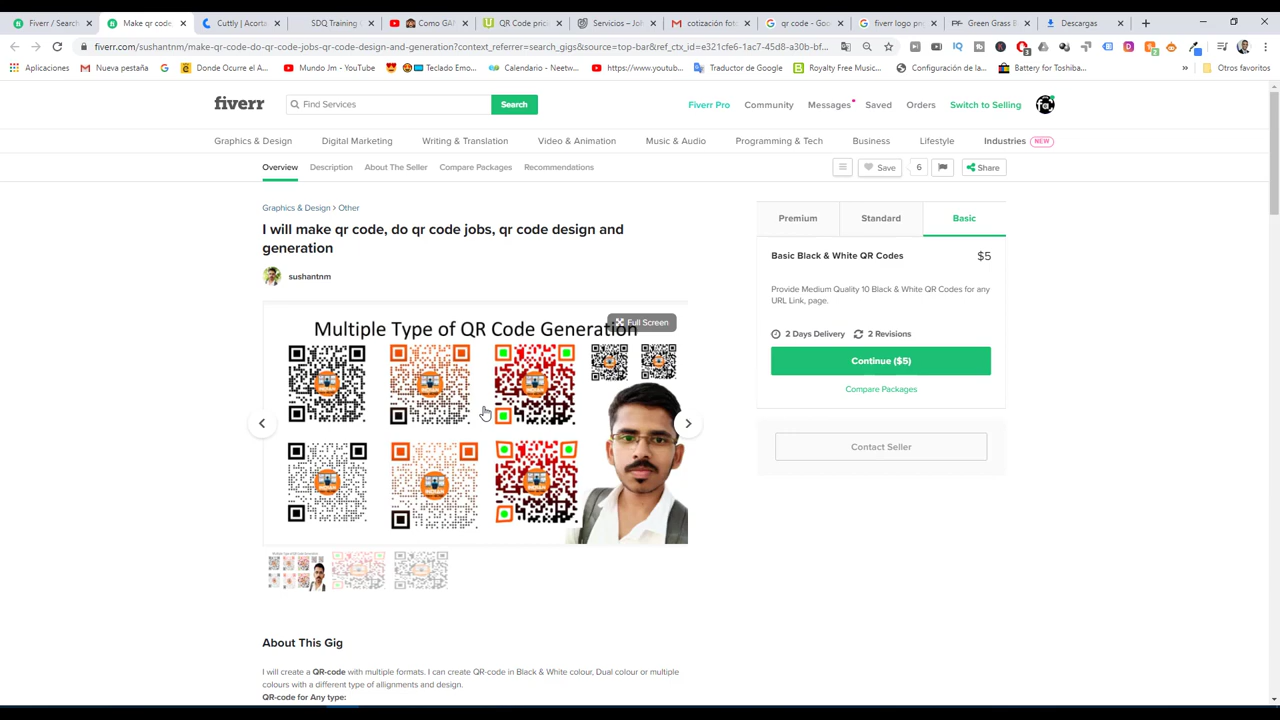 Fiverr / Search
Make qr code,
Cuttly | Acorta
SDQ Training
Como GAN
QR Code pric
Servicios – Joh
cotización foto
qr code - Goo
fiverr logo pn
Green Grass B
Descargas
fiverr.com/sushantnm/make-qr-code-do-qr-code-jobs-qr-code-design-and-generation?context_referrer=search_gigs&source=top-bar&ref_ctx_id=e321cfe6-1ac7-45d8-a30b-bf...
Aplicaciones
Nueva pestaña
Donde Ocurre el A...
Mundo Jm - YouTube
Teclado Emo...
Calendario - Neetw...
https://www.youtub...
Traductor de Google
Royalty Free Music...
Configuración de la...
Battery for Toshiba...
»
Otros favoritos
fiverr
Find Services
Search
Fiverr Pro
Community
Messages
Saved
Orders
Switch to Selling
Graphics & Design
Digital Marketing
Writing & Translation
Video & Animation
Music & Audio
Programming & Tech
Business
Lifestyle
Industries NEW
Overview
Description
About The Seller
Compare Packages
Recommendations
Save
6
Share
Graphics & Design > Other
I will make qr code, do qr code jobs, qr code design and
generation
sushantnm
Multiple Type of QR Code Generation
Full Screen
Premium
Standard
Basic
Basic Black & White QR Codes
$5
Provide Medium Quality 10 Black & White QR Codes for any
URL Link, page.
2 Days Delivery
2 Revisions
Continue ($5)
Compare Packages
Contact Seller
About This Gig
I will create a QR-code with multiple formats. I can create QR-code in Black & White colour, Dual colour or multiple
colours with a different type of allignments and design.
QR-code for Any type: